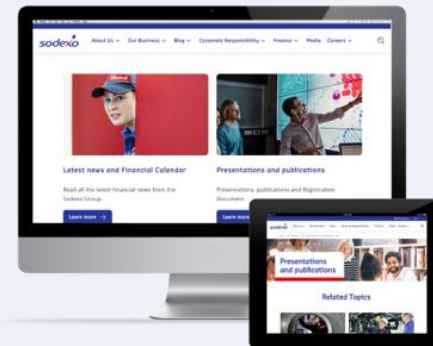 sodexo
About Us Our Business Blog Corporate Responsibility Finance Media Careers
Latest news and Financial Calendar
Presentations and publications
Read all the latest financial news from the
Sodexo Group.
Presentations, publications and Registration
Document.
Learn more →
Learn more
sodexo
Presentations
and publications
Related Topics